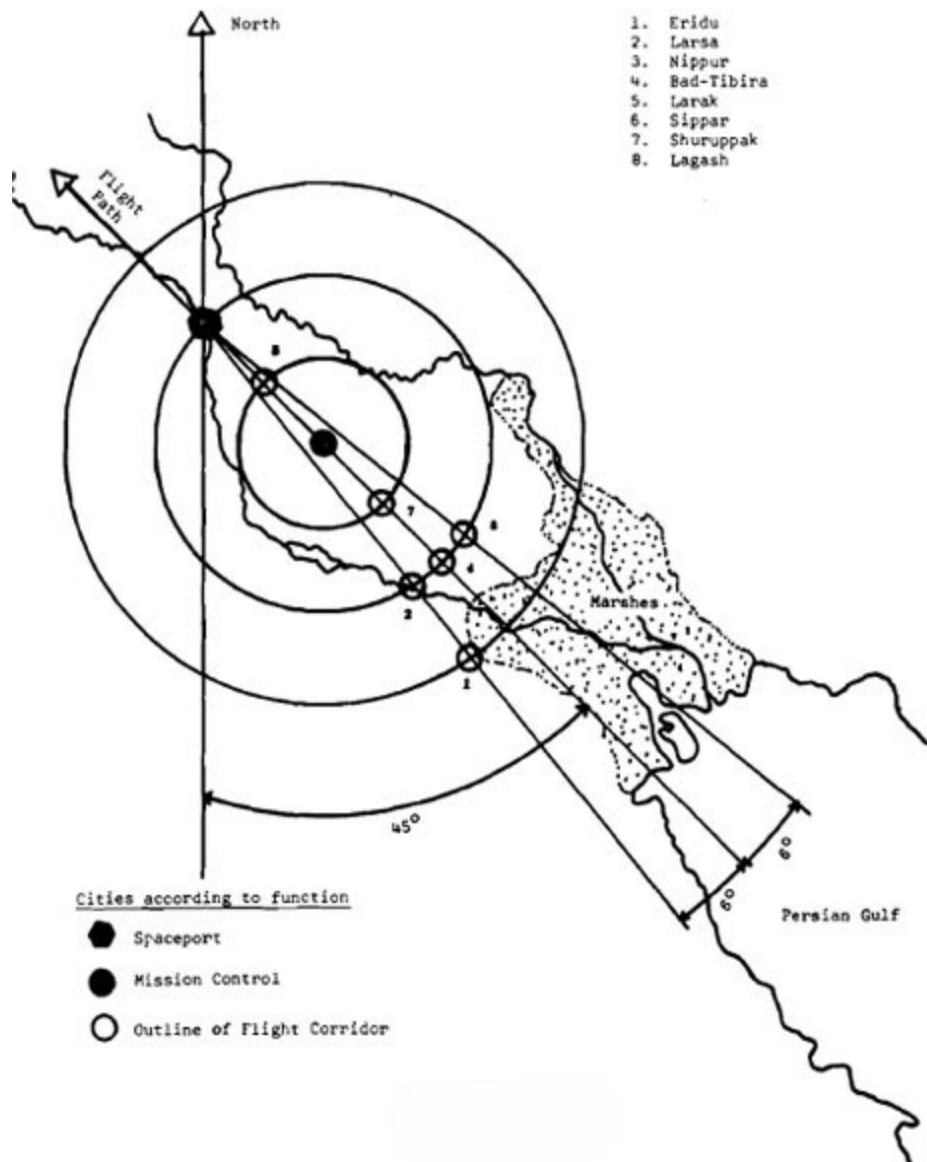 North
1. Eridu
2. Larsa
3. Nippur
4. Bad-Tibira
5. Larak
6. Sippar
7. Shuruppak
8. Lagash
Flight
Path
7
4
2
1
Marshes
45°
6°
6°
Persian Gulf
Cities according to function
Spaceport
Mission Control
Outline of Flight Corridor